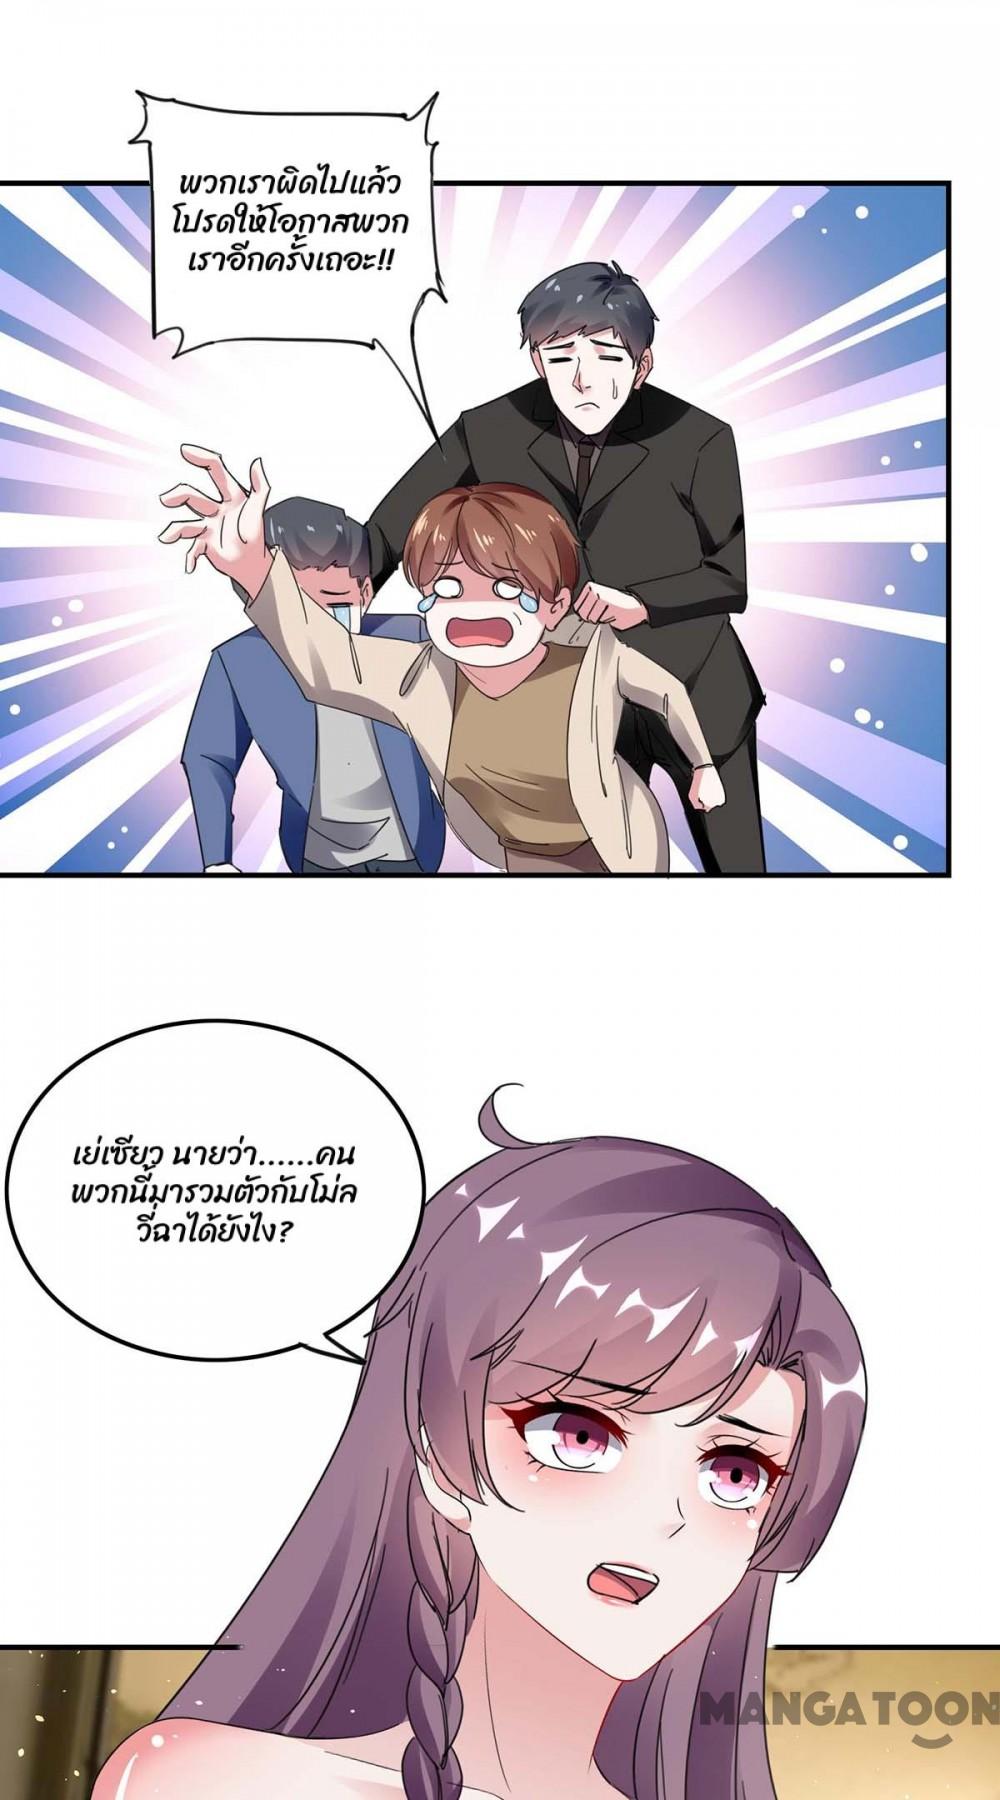 พวกเราผิดไปแล้ว
โปรดให้โอกาสพวก
เราอีกครั้งเถอะ!!
เย่เซียว นายว่า......คน
พวกนี้มารวมตัวกับโม่ล
วี่ฉาได้ยังไง?
MANGATOON